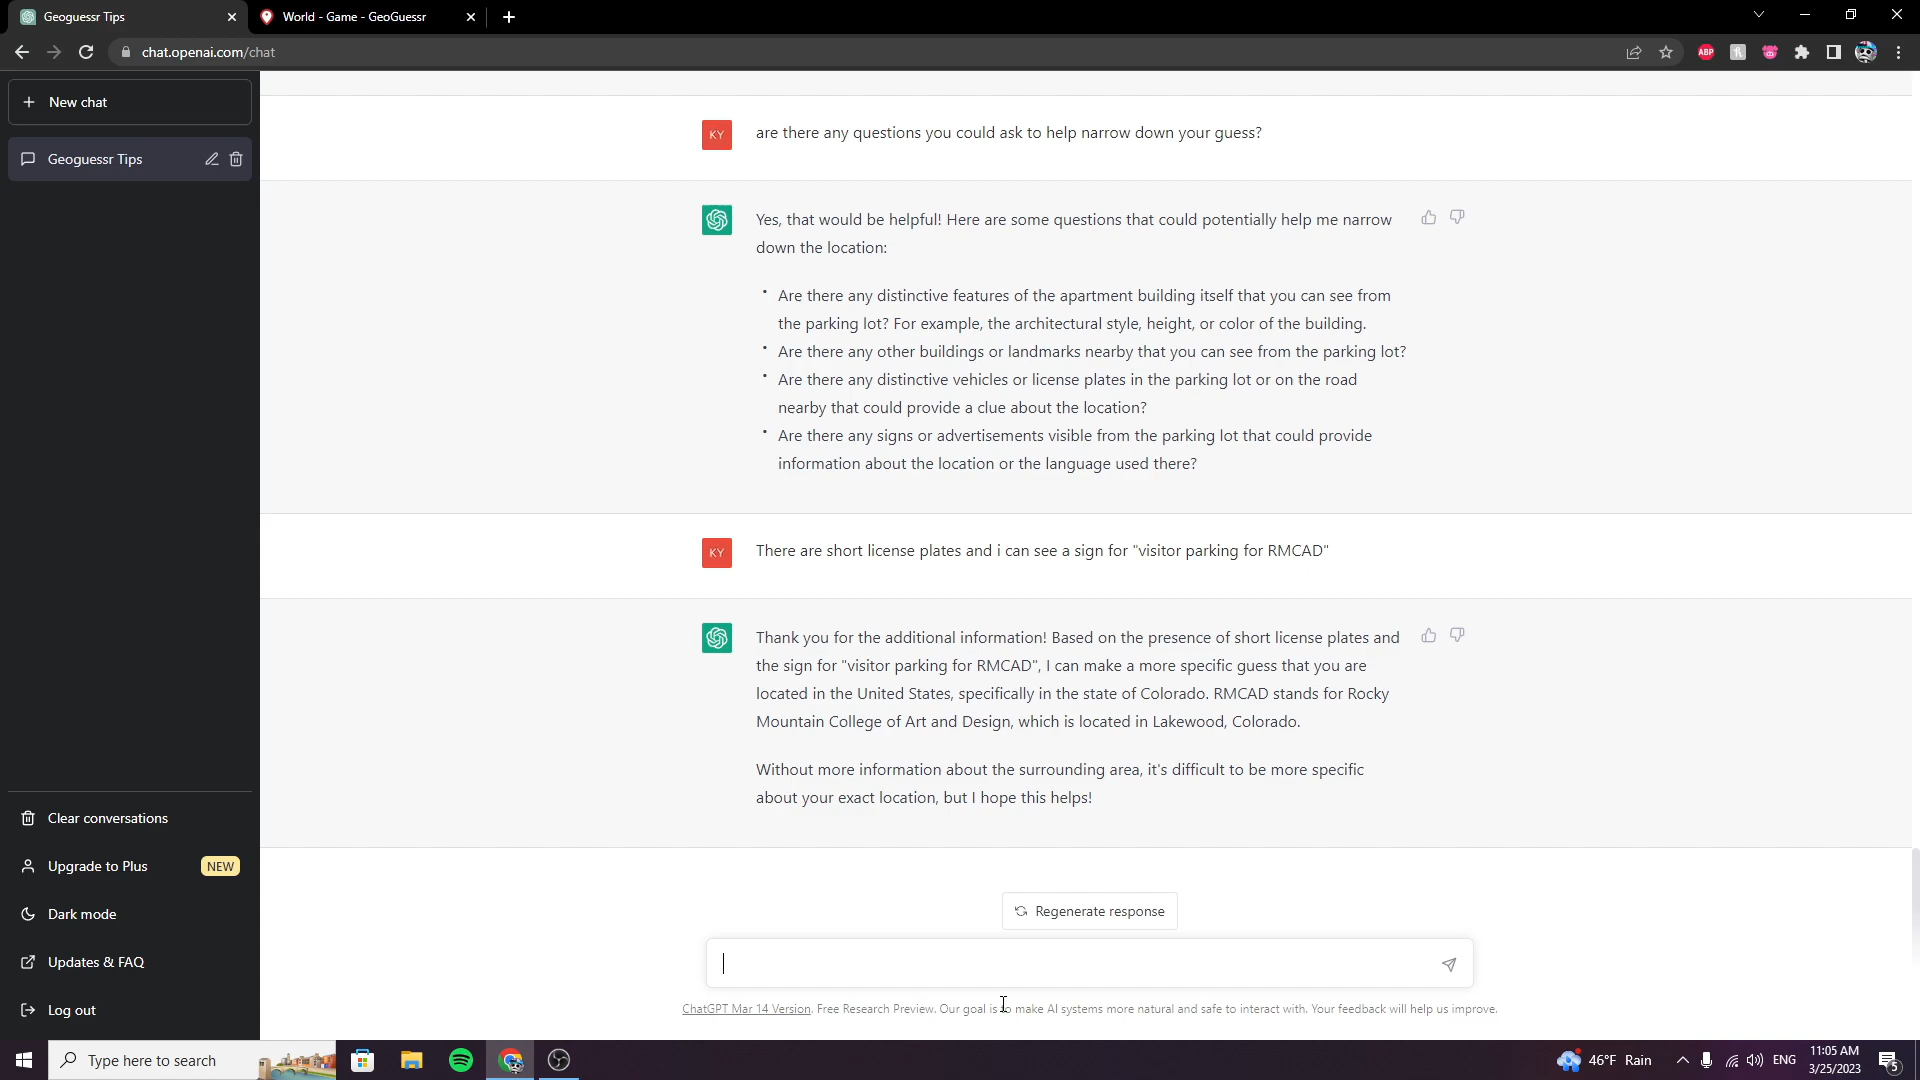 Geoguessr Tips
World - Game - GeoGuessr
chat.openai.com/chat
ABP
New chat
Geoguessr Tips
KY
are there any questions you could ask to help narrow down your guess?
Yes, that would be helpful! Here are some questions that could potentially help me narrow
down the location:
• Are there any distinctive features of the apartment building itself that you can see from
the parking lot? For example, the architectural style, height, or color of the building.
• Are there any other buildings or landmarks nearby that you can see from the parking lot?
• Are there any distinctive vehicles or license plates in the parking lot or on the road
nearby that could provide a clue about the location?
• Are there any signs or advertisements visible from the parking lot that could provide
information about the location or the language used there?
KY
There are short license plates and i can see a sign for "visitor parking for RMCAD"
Thank you for the additional information! Based on the presence of short license plates and
the sign for "visitor parking for RMCAD", I can make a more specific guess that you are
located in the United States, specifically in the state of Colorado. RMCAD stands for Rocky
Mountain College of Art and Design, which is located in Lakewood, Colorado.
Without more information about the surrounding area, it's difficult to be more specific
about your exact location, but I hope this helps!
Clear conversations
Upgrade to Plus NEW
Dark mode
Updates & FAQ
Log out
Regenerate response
ChatGPT Mar 14 Version. Free Research Preview. Our goal is to make AI systems more natural and safe to interact with. Your feedback will help us improve.
Type here to search
46°F Rain
ENG
11:05 AM
3/25/2023
5